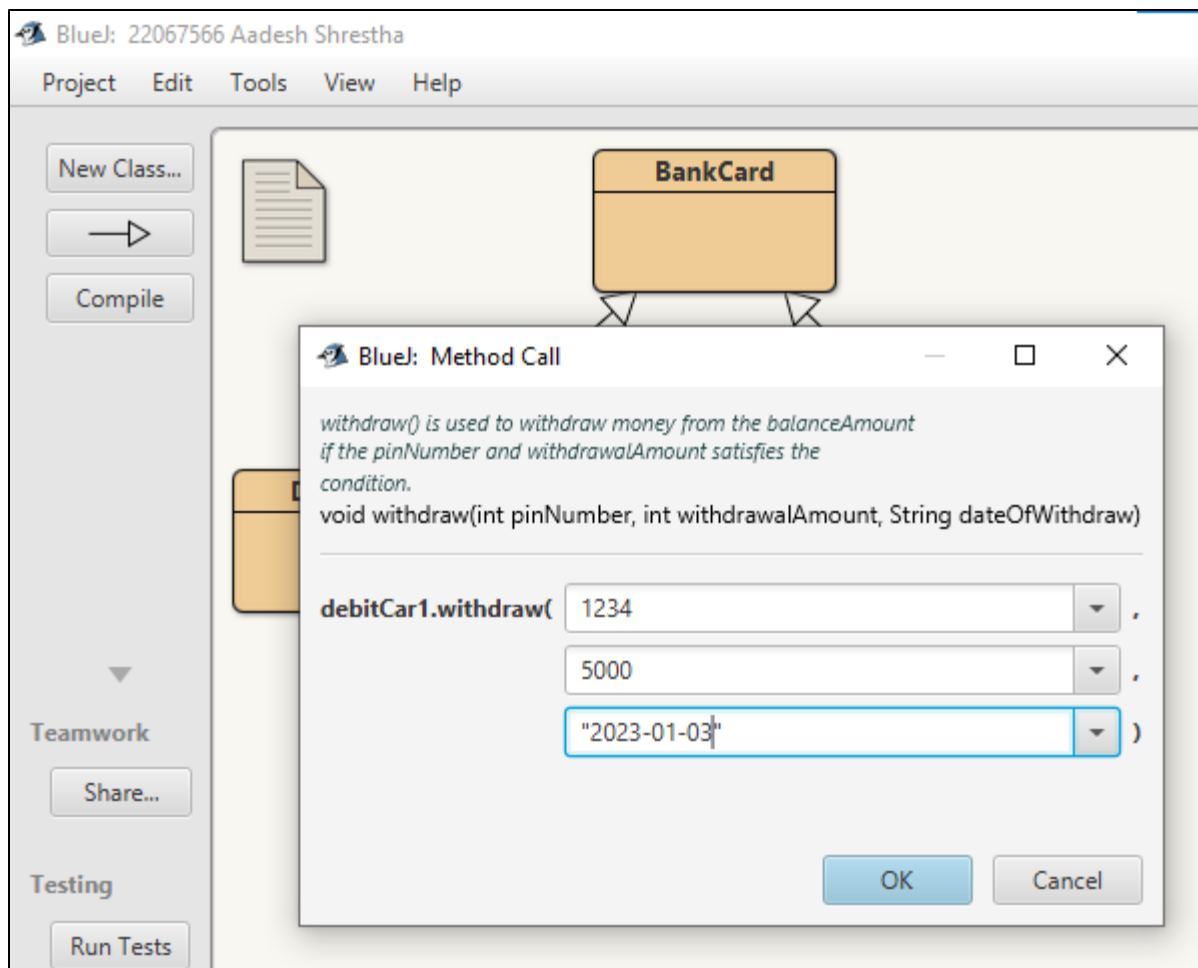 BlueJ: 22067566 Aadesh Shrestha
Project Edit Tools View Help
New Class...
Compile
BankCard
BlueJ: Method Call
withdraw() is used to withdraw money from the balanceAmount
if the pinNumber and withdrawalAmount satisfies the
condition.
void withdraw(int pinNumber, int withdrawalAmount, String dateOfWithdraw)
debitCar1.withdraw( 1234 ,
5000 ,
"2023-01-03" )
OK Cancel
Teamwork
Share...
Testing
Run Tests